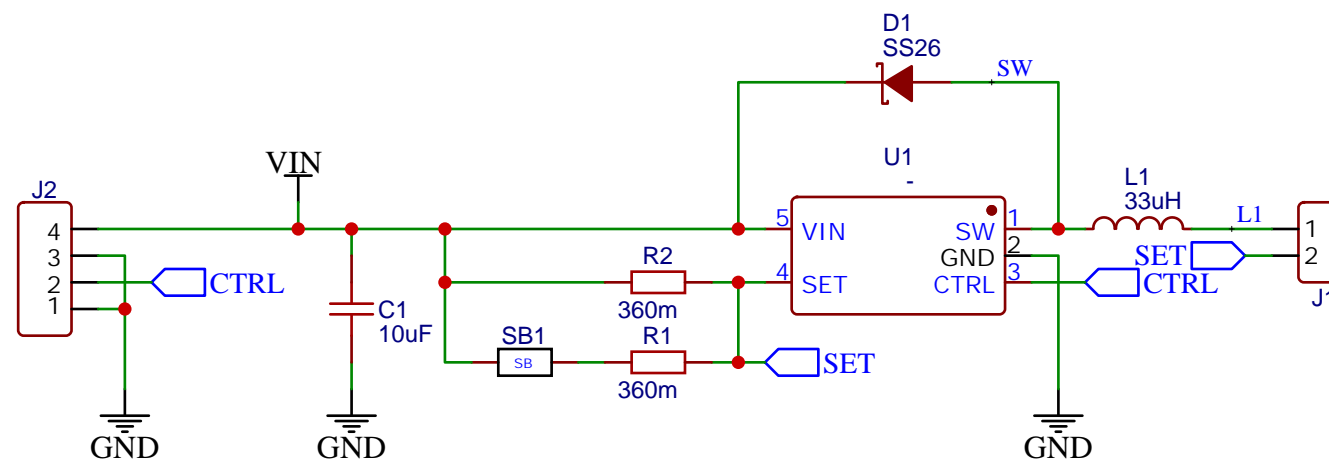 D1
SS26
SW
VIN
U1
-
J2
L1
33uH
L1
4
3
2
1
CTRL
5
VIN
4
SET
SW
1
GND
2
CTRL
3
CTRL
SET
1
2
J1
R2
360m
C1
10uF
SB1
SB
R1
360m
SET
GND
GND
GND